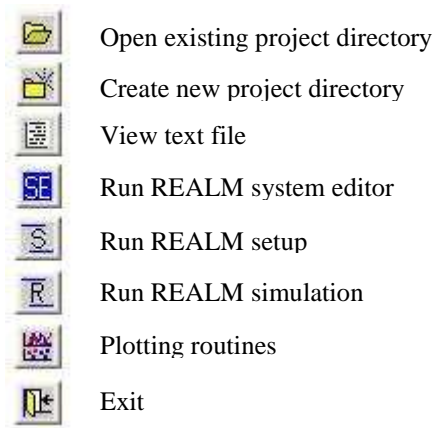 Open existing project directory
Create new project directory
View text file
SE Run REALM system editor
S Run REALM setup
R Run REALM simulation
Plotting routines
Exit